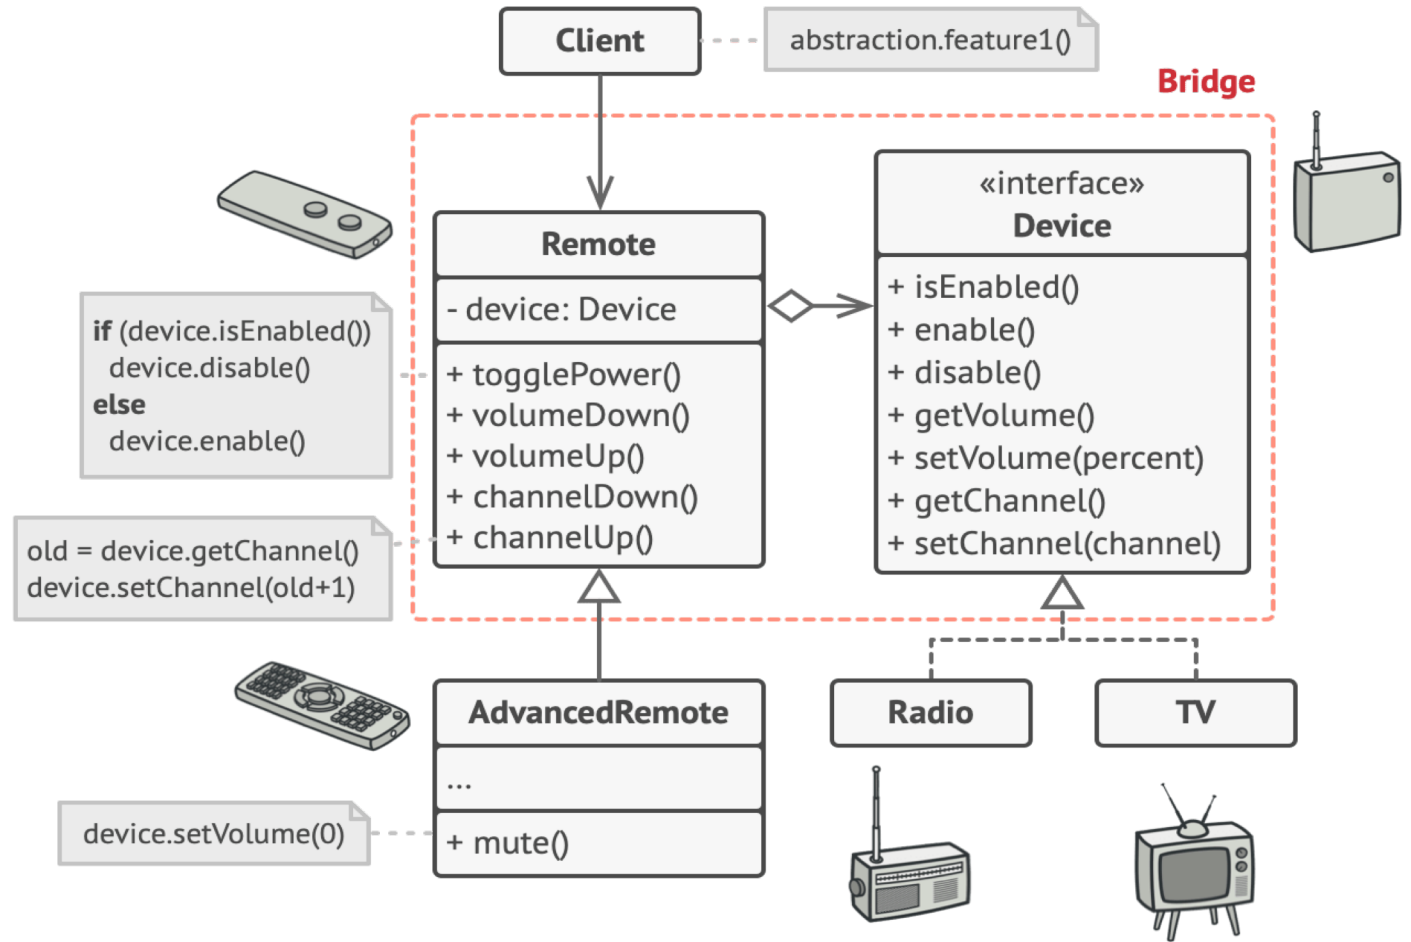 Client
abstraction.feature1()
Bridge
«interface»
Device
+ isEnabled()
+ enable()
+ disable()
+ getVolume()
+ setVolume(percent)
+ getChannel()
+ setChannel(channel)
Remote
- device: Device
+ togglePower()
+ volumeDown()
+ volumeUp()
+ channelDown()
+ channelUp()
if (device.isEnabled())
device.disable()
else
device.enable()
old = device.getChannel()
device.setChannel(old+1)
AdvancedRemote
...
+ mute()
device.setVolume(0)
Radio
TV